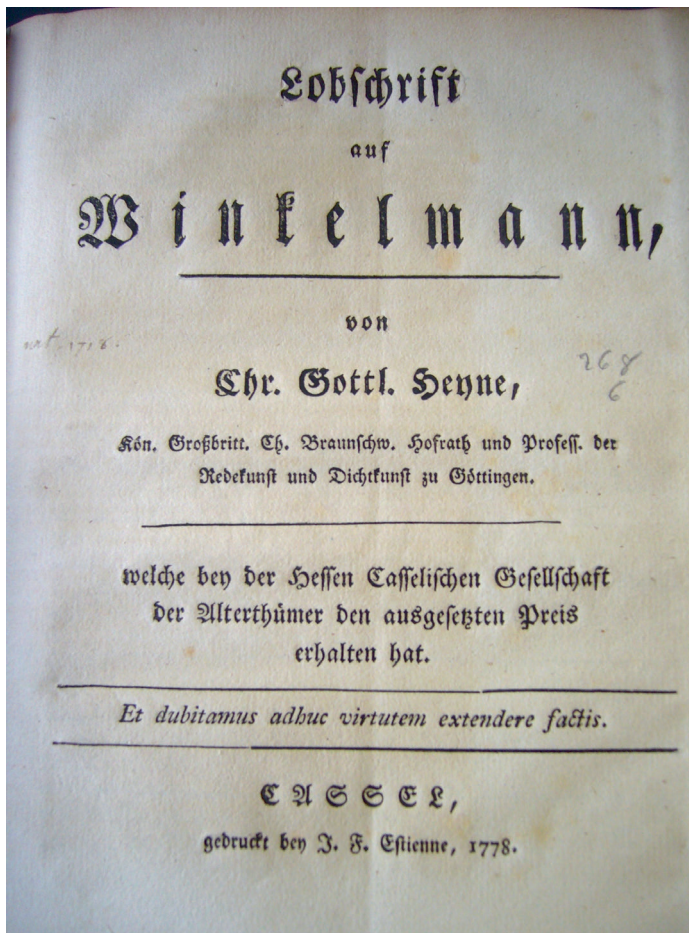 Lobschrift
auf
Winkelmann,
von
Chr. Gottl. Heyne,
268
6
Kön. Großbritt. Ch. Braunschw. Hofrath und Profess. der
Redekunst und Dichtkunst zu Göttingen.
welche bey der Hessen Casselischen Gesellschaft
der Alterthümer den ausgesetzten Preis
erhalten hat.
Et dubitamus adhuc virtutem extendere factis.
CASSEL,
gedruckt bey J. F. Estienne, 1778.